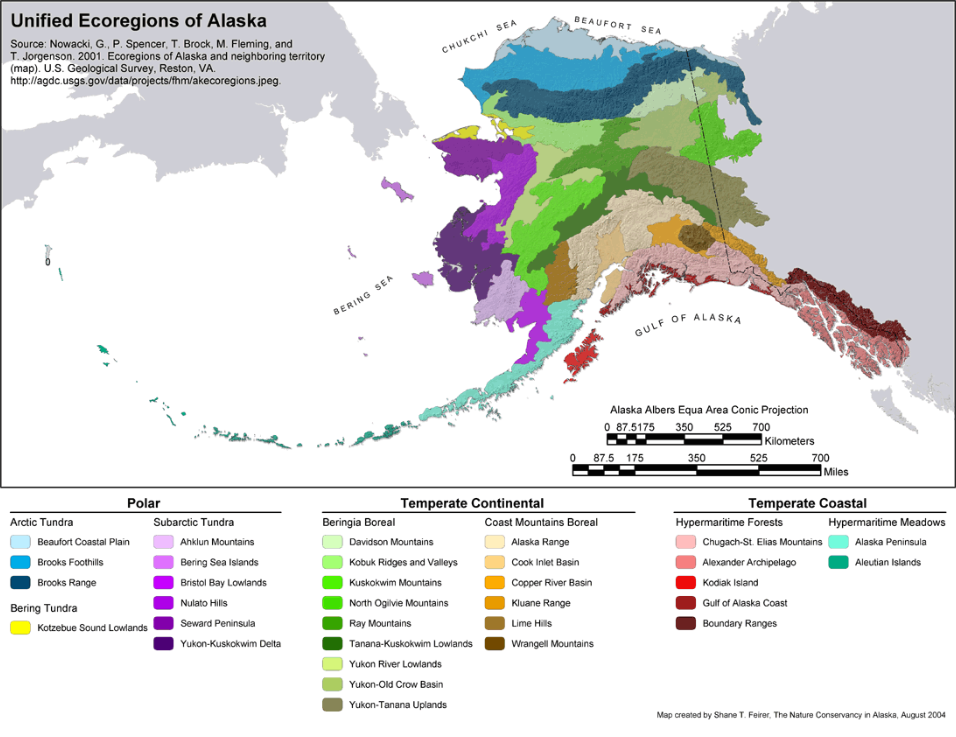 Unified Ecoregions of Alaska
Source: Nowacki, G., P. Spencer, T. Brock, M. Fleming, and
T. Jorgenson. 2001. Ecoregions of Alaska and neighboring territory
(map). U.S. Geological Survey, Reston, VA.
http://agdc.usgs.gov/data/projects/fhm/akecoregions.jpeg.
CHUKCHI SEA
BEAUFORT SEA
BERING SEA
GULF OF ALASKA
Alaska Albers Equa Area Conic Projection
0 87.5 175 350 525 700
Kilometers
0 87.5 175 350 525 700
Miles
Polar
Arctic Tundra
Beaufort Coastal Plain
Brooks Foothills
Brooks Range
Bering Tundra
Kotzebue Sound Lowlands
Subarctic Tundra
Ahklun Mountains
Bering Sea Islands
Bristol Bay Lowlands
Nulato Hills
Seward Peninsula
Yukon-Kuskokwim Delta
Temperate Continental
Beringia Boreal
Davidson Mountains
Kobuk Ridges and Valleys
Kuskokwim Mountains
North Ogilvie Mountains
Ray Mountains
Tanana-Kuskokwim Lowlands
Yukon River Lowlands
Yukon-Old Crow Basin
Yukon-Tanana Uplands
Coast Mountains Boreal
Alaska Range
Cook Inlet Basin
Copper River Basin
Kluane Range
Lime Hills
Wrangell Mountains
Temperate Coastal
Hypermaritime Forests
Chugach-St. Elias Mountains
Alexander Archipelago
Kodiak Island
Gulf of Alaska Coast
Boundary Ranges
Hypermaritime Meadows
Alaska Peninsula
Aleutian Islands
Map created by Shane T. Feirer, The Nature Conservancy in Alaska, August 2004